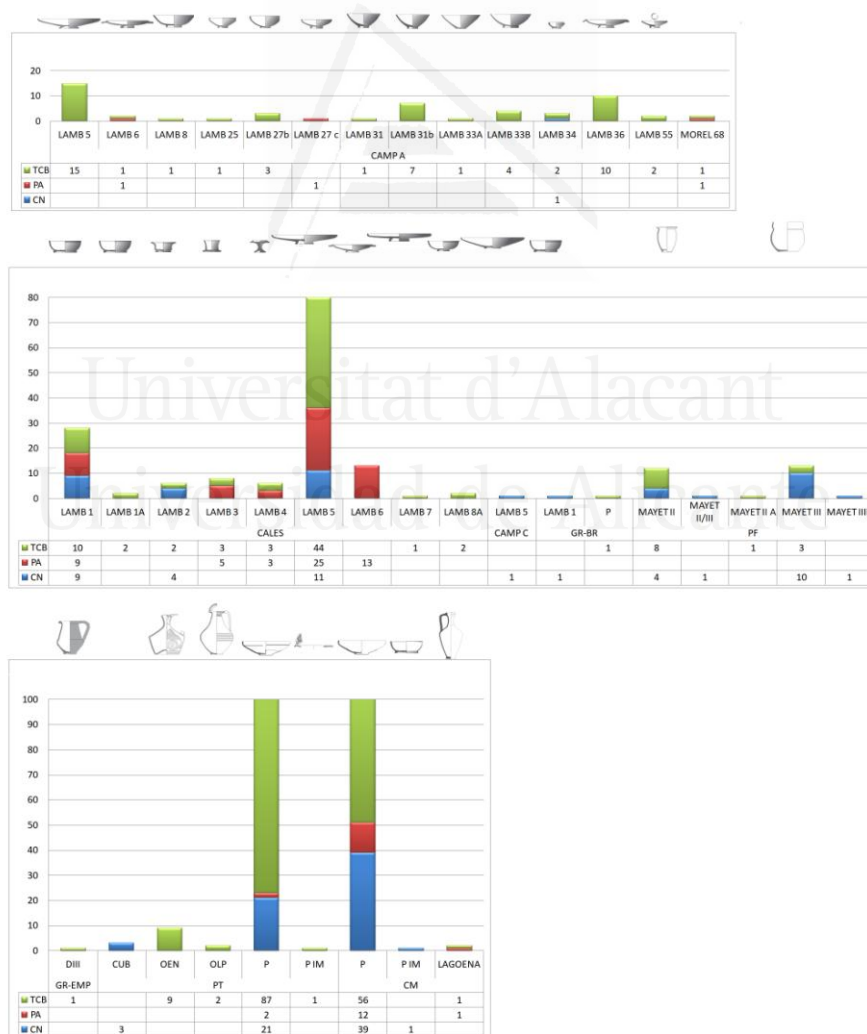 20
10
0
LAMB 5 LAMB 6 LAMB 8 LAMB 25 LAMB 27b LAMB 27 c LAMB 31 LAMB 31b LAMB 33A LAMB 33B LAMB 34 LAMB 36 LAMB 55 MOREL 68
CAMP A
TCB 15 1 1 1 3 1 7 1 4 2 10 2 1
PA 1 1 1
CN 1
80
70
60
50
40
30
20
10
0
LAMB 1 LAMB 1A LAMB 2 LAMB 3 LAMB 4 LAMB 5 LAMB 6 LAMB 7 LAMB 8A LAMB 5 LAMB 1 P MAYET II MAYET II/III MAYET II A MAYET III MAYET III
CALES CAMP C GR-BR PF
TCB 10 2 2 3 3 44 1 2 1 8 1 3
PA 9 5 3 25 13
CN 9 4 11 1 1 4 1 10 1
Universitat d'Alacant
Universidad de Alicante
100
90
80
70
60
50
40
30
20
10
0
DIII CUB OEN OLP P P IM P P IM LAGOENA
GR-EMP PT CM
TCB 1 9 2 87 1 56 1
PA 2 12 1
CN 3 21 39 1